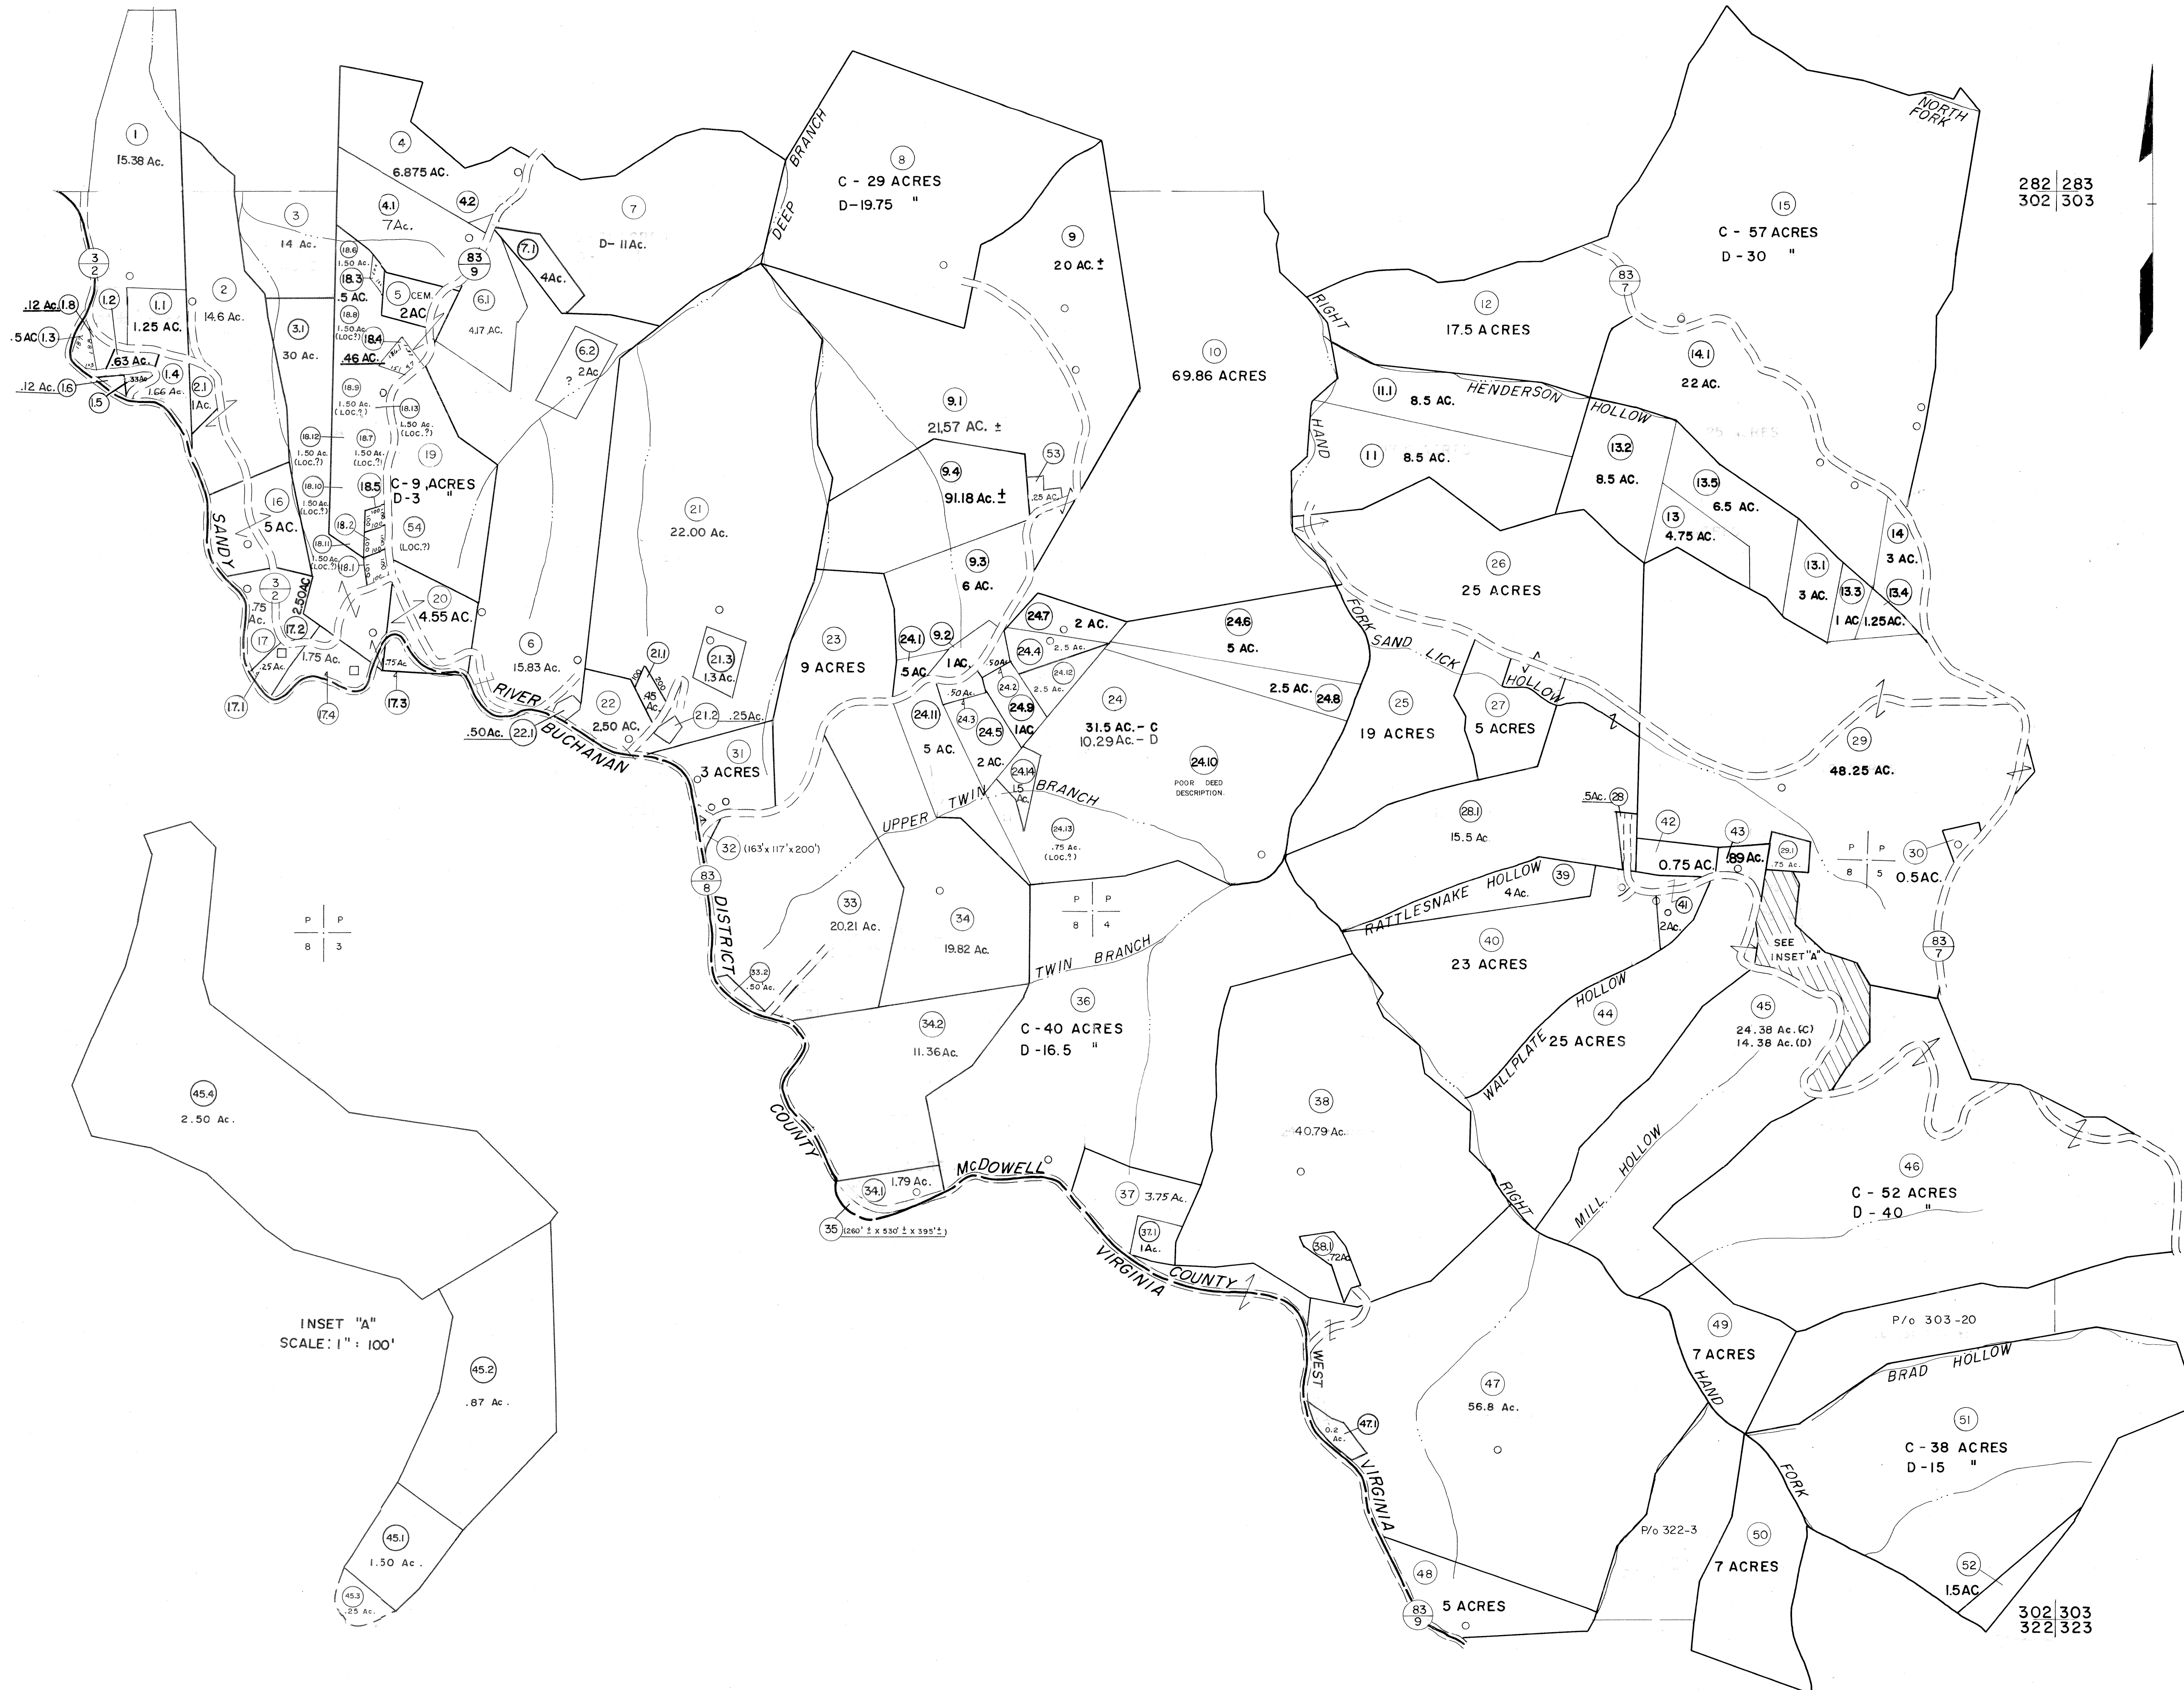 1
15.38 Ac.
4
6.875 AC.
4.2
4.1
7Ac.
3
14 Ac.
7
D-11Ac.
DEEP BRANCH
8
C - 29 ACRES
D-19.75 "
9
20 AC.±
NORTH
FORK
282 283
302 303
15
C - 57 ACRES
D - 30 "
83
7
3
2
.12 Ac. 1.8
.5AC 1.3
1.2
1.1
1.25 AC.
.63 Ac.
.33Ac
.12 Ac. 1.6
1.5
1.4
1.66 Ac.
2.1
1Ac.
2
14.6 Ac.
3.1
30 Ac.
18.6
1.50 Ac.
18.3
.5 AC.
18.8
1.50 Ac.
(LOC.?)
18.4
.46 AC.
5 CEM.
2AC
83
9
6.1
4.17 AC.
7.1
4Ac.
6.2
?
2Ac.
18.9
1.50 Ac.
(LOC.?)
18.13
1.50 Ac.
(LOC.?)
18.12
1.50 Ac.
(LOC.?)
18.7
1.50 Ac.
(LOC.?)
19
C-9 ACRES
D-3 "
18.10
1.50 Ac.
(LOC.?)
18.5
18.2
54
(LOC.?)
18.11
1.50 Ac.
(LOC.?)
18.1
100
100
16
5 AC.
SANDY
3
2
.75
Ac.
17
.25 Ac.
17.1
2.50AC
17.2
1.75 Ac.
17.4
.75 Ac.
17.3
20
4.55 AC.
6
15.83 Ac.
RIVER
BUCHANAN
.50Ac. 22.1
22
2.50 AC.
21
22.00 Ac.
21.1
100
200
.45
Ac.
21.3
1.3 Ac.
21.2 .25Ac.
31
3 ACRES
32 (163'x 117'x 200')
83
8
DISTRICT
9.1
21.57 AC. ±
9.4
91.18 Ac. ±
53
.25 AC.
9.3
6 AC.
23
9 ACRES
24.1
.5 AC.
9.2
1 AC.
.50 Ac.
24.7
2 AC.
24.4
2.5 Ac.
24.12
2.5 Ac.
24.2
.50 Ac.
24.3
24.9
1AC
24.11
5 AC.
24.5
2 AC.
24.14
1.5
Ac.
24.6
5 AC.
2.5 AC. 24.8
24
31.5 AC.- C
10.29 Ac.- D
24.10
POOR DEED
DESCRIPTION.
UPPER TWIN BRANCH
24.13
.75 Ac.
(LOC.?)
10
69.86 ACRES
RIGHT HAND FORK
12
17.5 ACRES
HENDERSON HOLLOW
11.1
8.5 AC.
11
8.5 AC.
14.1
22 AC.
13.2
8.5 AC.
13.5
6.5 AC.
13
4.75 AC.
14
3 AC.
13.1
3 AC.
13.3
1 AC
13.4
1.25AC.
26
25 ACRES
SAND LICK HOLLOW
25
19 ACRES
27
5 ACRES
29
48.25 AC.
28.1
15.5 Ac.
.5Ac. 28
42
0.75 AC.
43
.89Ac.
29.1
.75 Ac.
P P
8 5
30
0.5AC.
RATTLESNAKE HOLLOW
39
4Ac.
41
2Ac.
40
23 ACRES
SEE
INSET "A"
83
7
P P
8 3
33
20.21 Ac.
33.2
.50 Ac.
34
19.82 Ac.
P P
8 4
TWIN BRANCH
34.2
11.36Ac.
36
C-40 ACRES
D-16.5 "
WALLPLATE HOLLOW
44
25 ACRES
45
24.38 Ac.(C)
14.38 Ac.(D)
45.4
2.50 Ac.
COUNTY
38
40.79 Ac.
MILL HOLLOW
34.1
1.79 Ac.
35 (260' ± x 530' ± x 395'±)
McDOWELL
37 3.75 Ac.
37.1
1Ac.
VIRGINIA
COUNTY
38.1
.72Ac
RIGHT HAND FORK
46
C - 52 ACRES
D - 40 "
INSET "A"
SCALE: 1" : 100'
49
7 ACRES
P/o 303-20
BRAD HOLLOW
45.2
.87 Ac.
WEST
VIRGINIA
47
56.8 Ac.
47.1
0.2
Ac.
51
C - 38 ACRES
D -15 "
45.1
1.50 Ac.
45.3
.25 Ac.
P/o 322-3
50
7 ACRES
48
5 ACRES
83
9
52
1.5AC
302 303
322 323